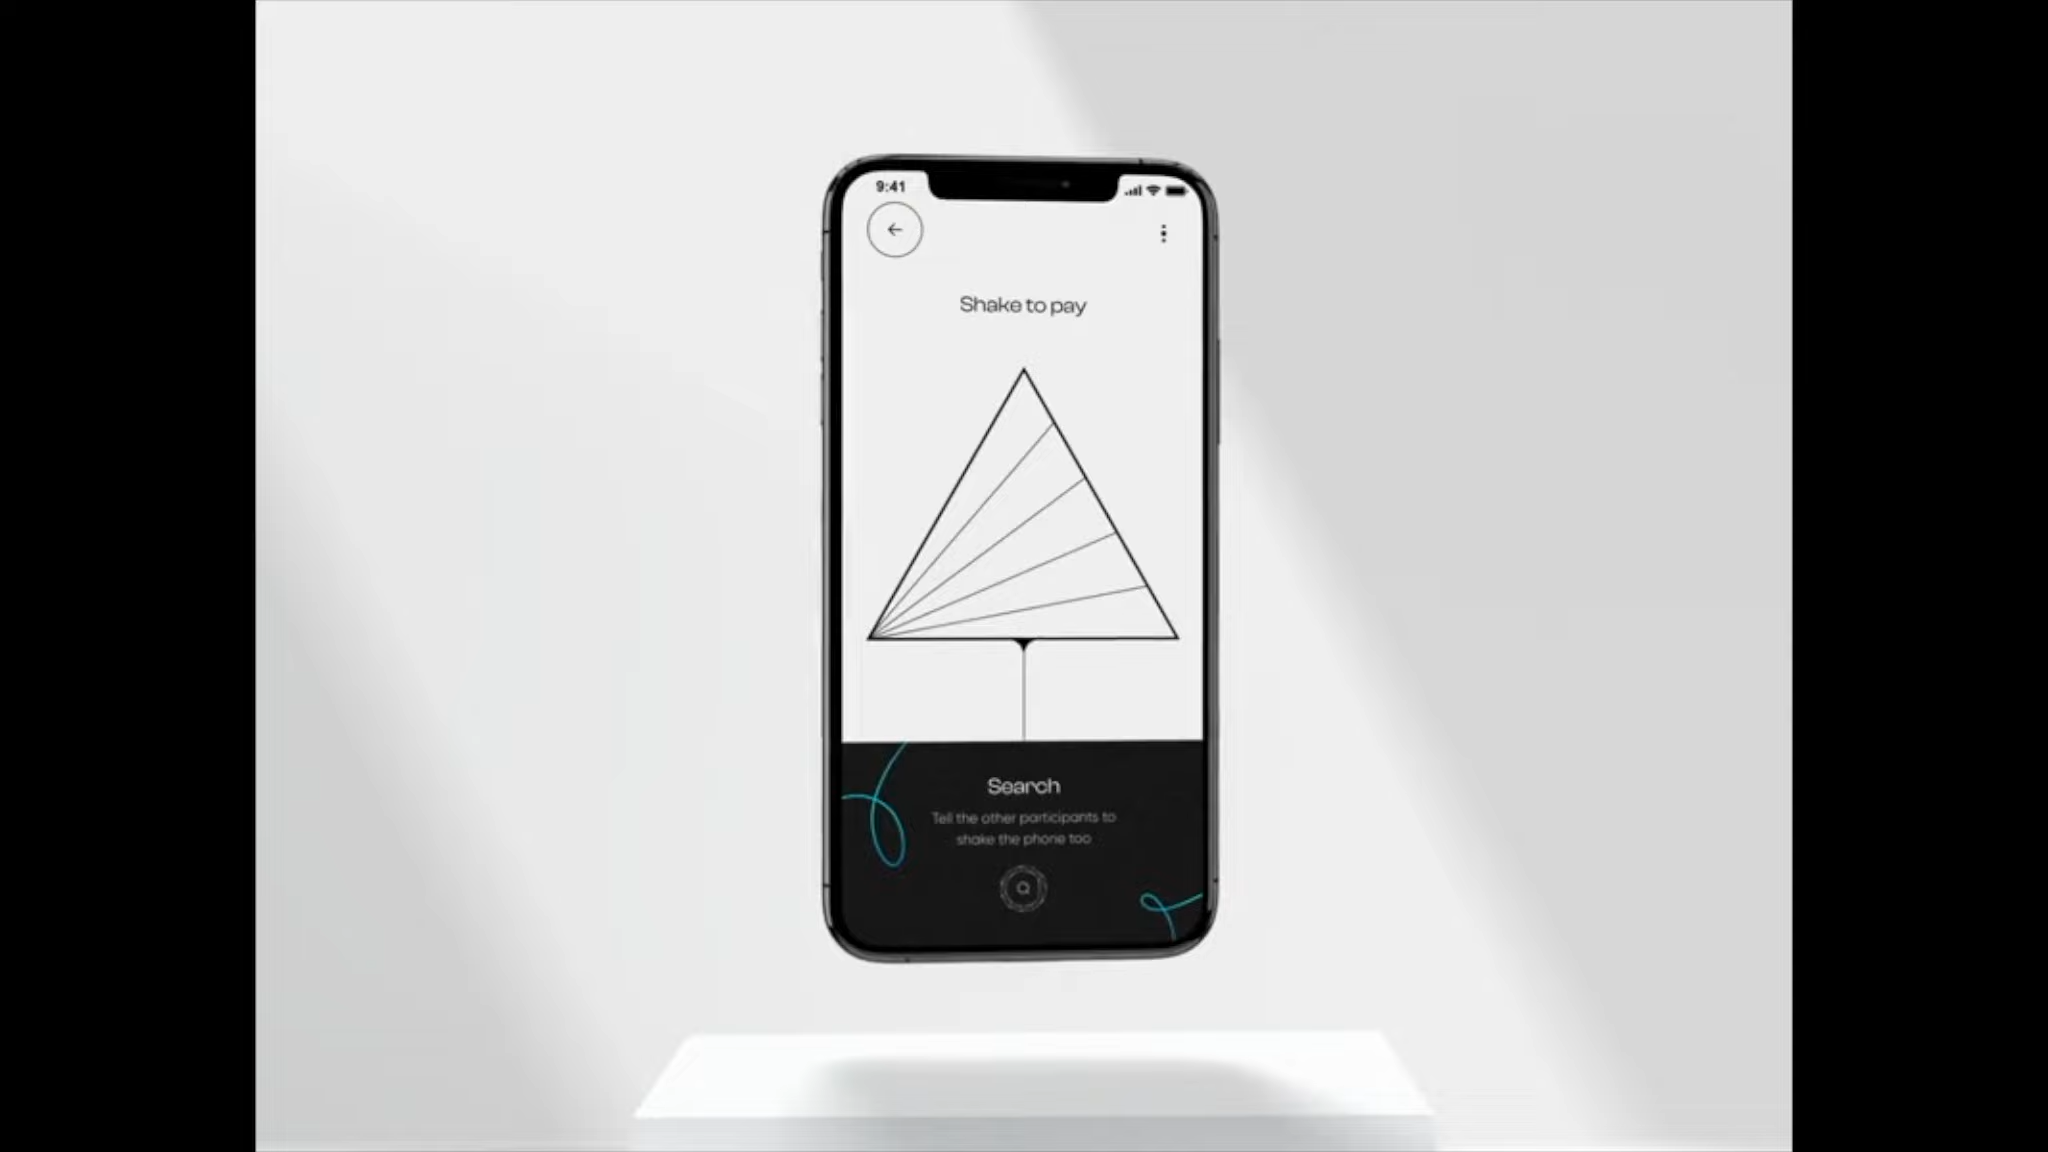 9:41
Shake to pay
Search
Tell the other participants to
shake the phone too